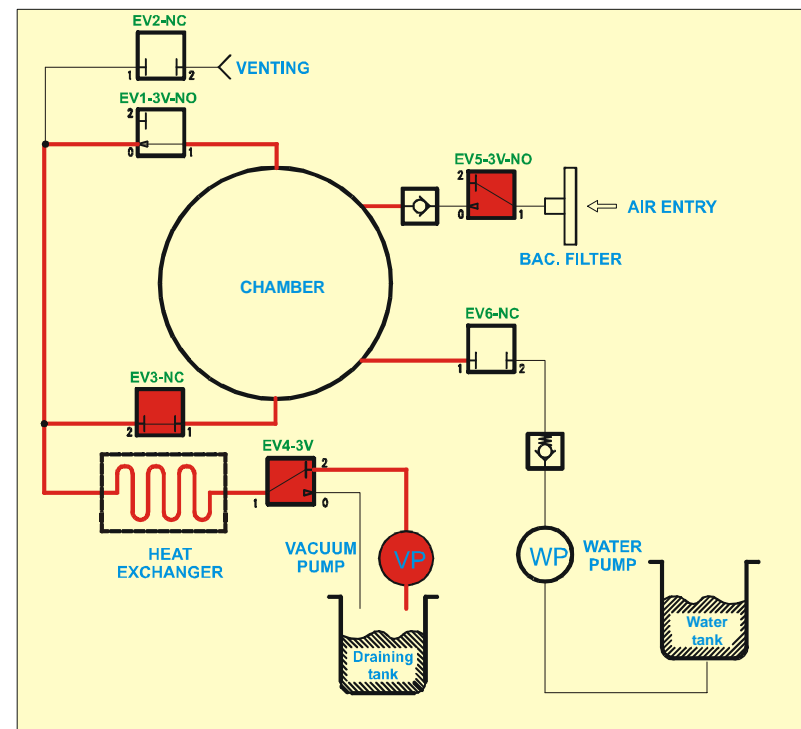 EV2-NC
1 2
VENTING
EV1-3V-NO
2
0 1
EV5-3V-NO
2
0 1
AIR ENTRY
BAC. FILTER
CHAMBER
EV6-NC
1 2
EV3-NC
2 1
EV4-3V
2
1 0
HEAT
EXCHANGER
VACUUM
PUMP
VP
WP
WATER
PUMP
Draining
tank
Water
tank